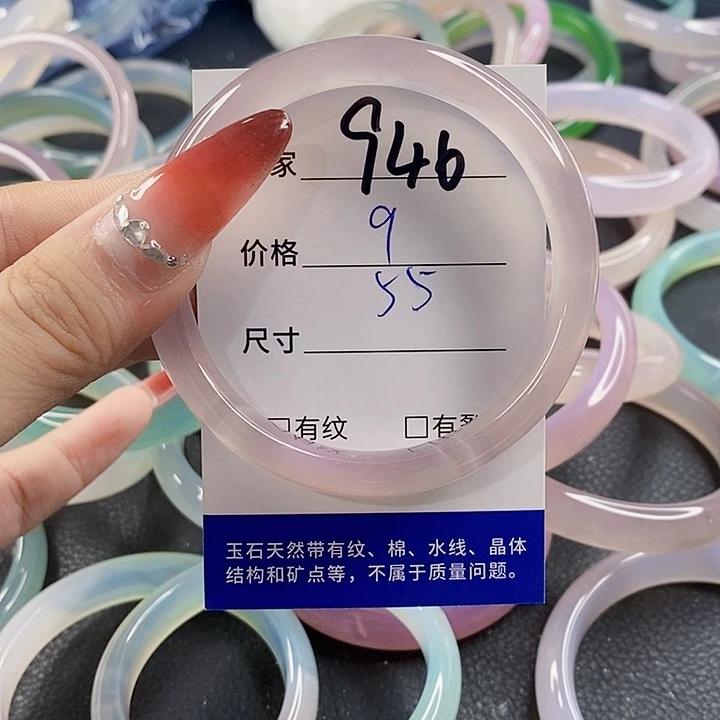 家 946
价格 9
55
尺寸
□有纹 □有裂
玉石天然带有纹、棉、水线、晶体
结构和矿点等，不属于质量问题。